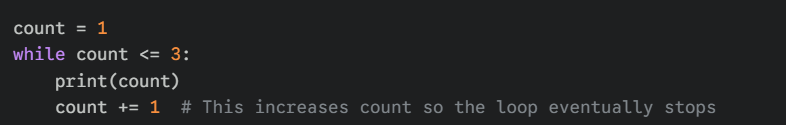 count = 1
while count <= 3:
    print(count)
    count += 1  # This increases count so the loop eventually stops